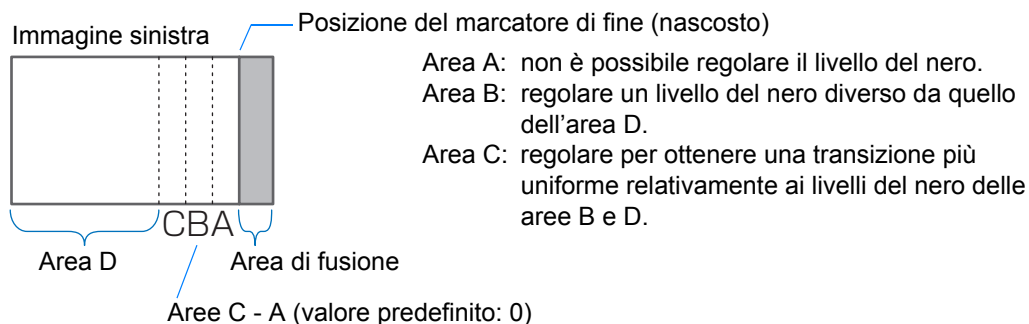 Posizione del marcatore di fine (nascosto)
Immagine sinistra
Area A: non è possibile regolare il livello del nero.
Area B: regolare un livello del nero diverso da quello
dell'area D.
Area C: regolare per ottenere una transizione più
uniforme relativamente ai livelli del nero delle
aree B e D.
CBA
Area D
Area di fusione
Aree C - A (valore predefinito: 0)